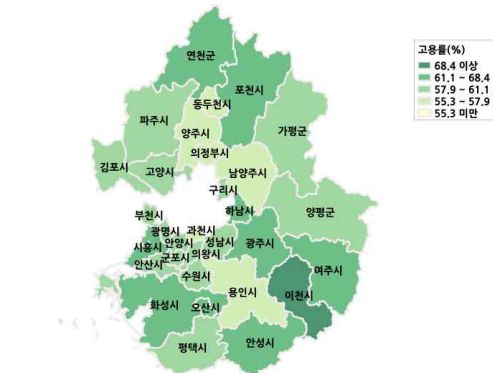 고용률(%)
68.4 이상
61.1 ~ 68.4
57.9 ~ 61.1
55.3 ~ 57.9
55.3 미만
연천군
포천시
동두천시
파주시
양주시
가평군
의정부시
김포시
고양시
남양주시
구리시
하남시
양평군
부천시
광명시
과천시
시흥시
안양시
성남시
광주시
군포시
의왕시
안산시
수원시
여주시
이천시
용인시
화성시
오산시
평택시
안성시